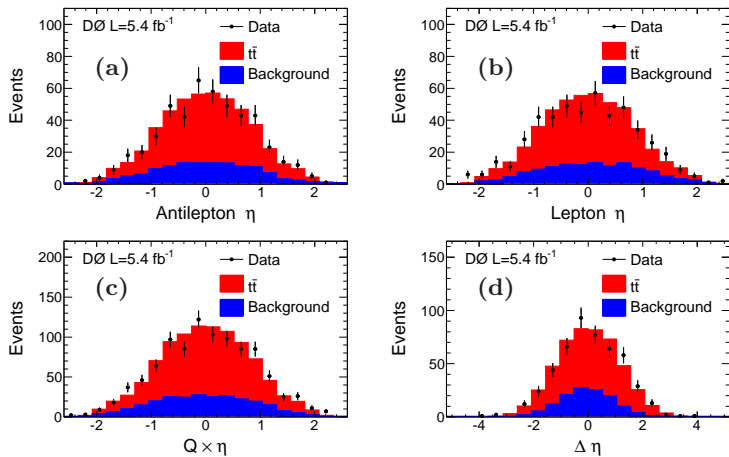 DØ L=5.4 fb⁻¹
Data
(a)
tt̄
Background
Events
100
80
60
40
20
0
-2 -1 0 1 2
Antilepton η
DØ L=5.4 fb⁻¹
Data
(b)
tt̄
Background
Events
100
80
60
40
20
0
-2 -1 0 1 2
Lepton η
DØ L=5.4 fb⁻¹
Data
(c)
tt̄
Background
Events
200
150
100
50
0
-2 -1 0 1 2
Q × η
DØ L=5.4 fb⁻¹
Data
(d)
tt̄
Background
Events
150
100
50
0
-4 -2 0 2 4
Δ η